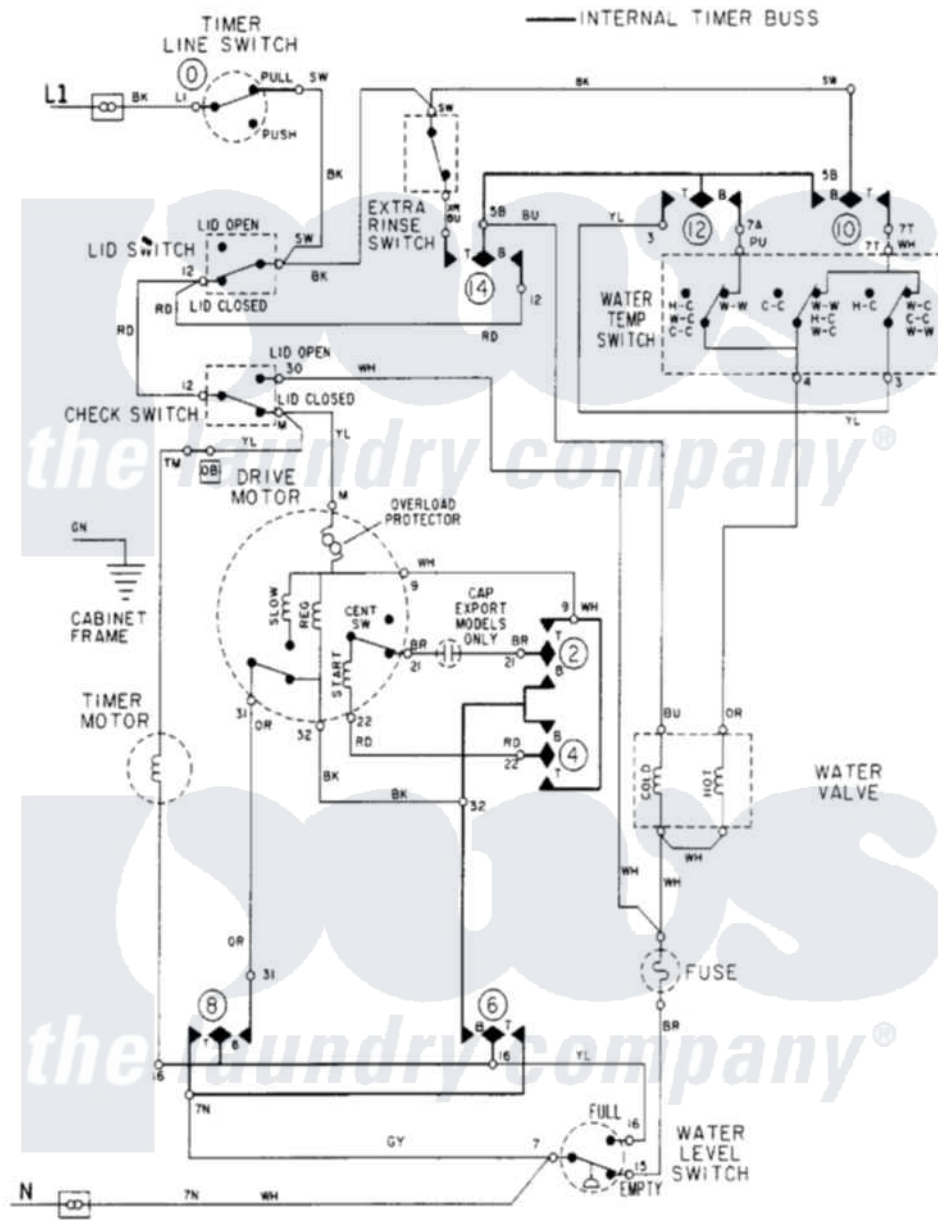 INTERNAL TIMER BUSS
TIMER
LINE SWITCH
0
PULL
SW
L1
BK
L1
PUSH
BK
SW
SW
BK
LID OPEN
SW
LID SWITCH
12
BK
LID CLOSED
RD
RD
RD
EXTRA
RINSE
SWITCH
XR
BU
5B
BU
T
B
14
12
YL
3
T
B
12
7A
PU
5B
B
T
10
7T
7T
WH
WATER
TEMP
SWITCH
H-C
W-C
C-C
W-W
C-C
W-W
H-C
W-C
H-C
W-C
C-C
W-W
4
3
YL
LID OPEN
30
WH
12
LID CLOSED
CHECK SWITCH
M
YL
YL
TM
OB
the laundry company®
DRIVE
MOTOR
M
OVERLOAD
PROTECTOR
GN
CABINET
FRAME
WH
9
SLOW
REG
CENT
SW
START
CAP
EXPORT
MODELS
ONLY
BR
21
BR
21
9
WH
T
2
B
B
4
T
31
OR
32
22
RD
RD
22
BK
BK
32
TIMER
MOTOR
BU
OR
COLD
HOT
WATER
VALVE
WH
WH
WH
OR
31
FUSE
BR
8
T
B
6
B
T
16
16
YL
the laundry company®
7N
GY
7
FULL
16
15
EMPTY
WATER
LEVEL
SWITCH
N
7N
WH